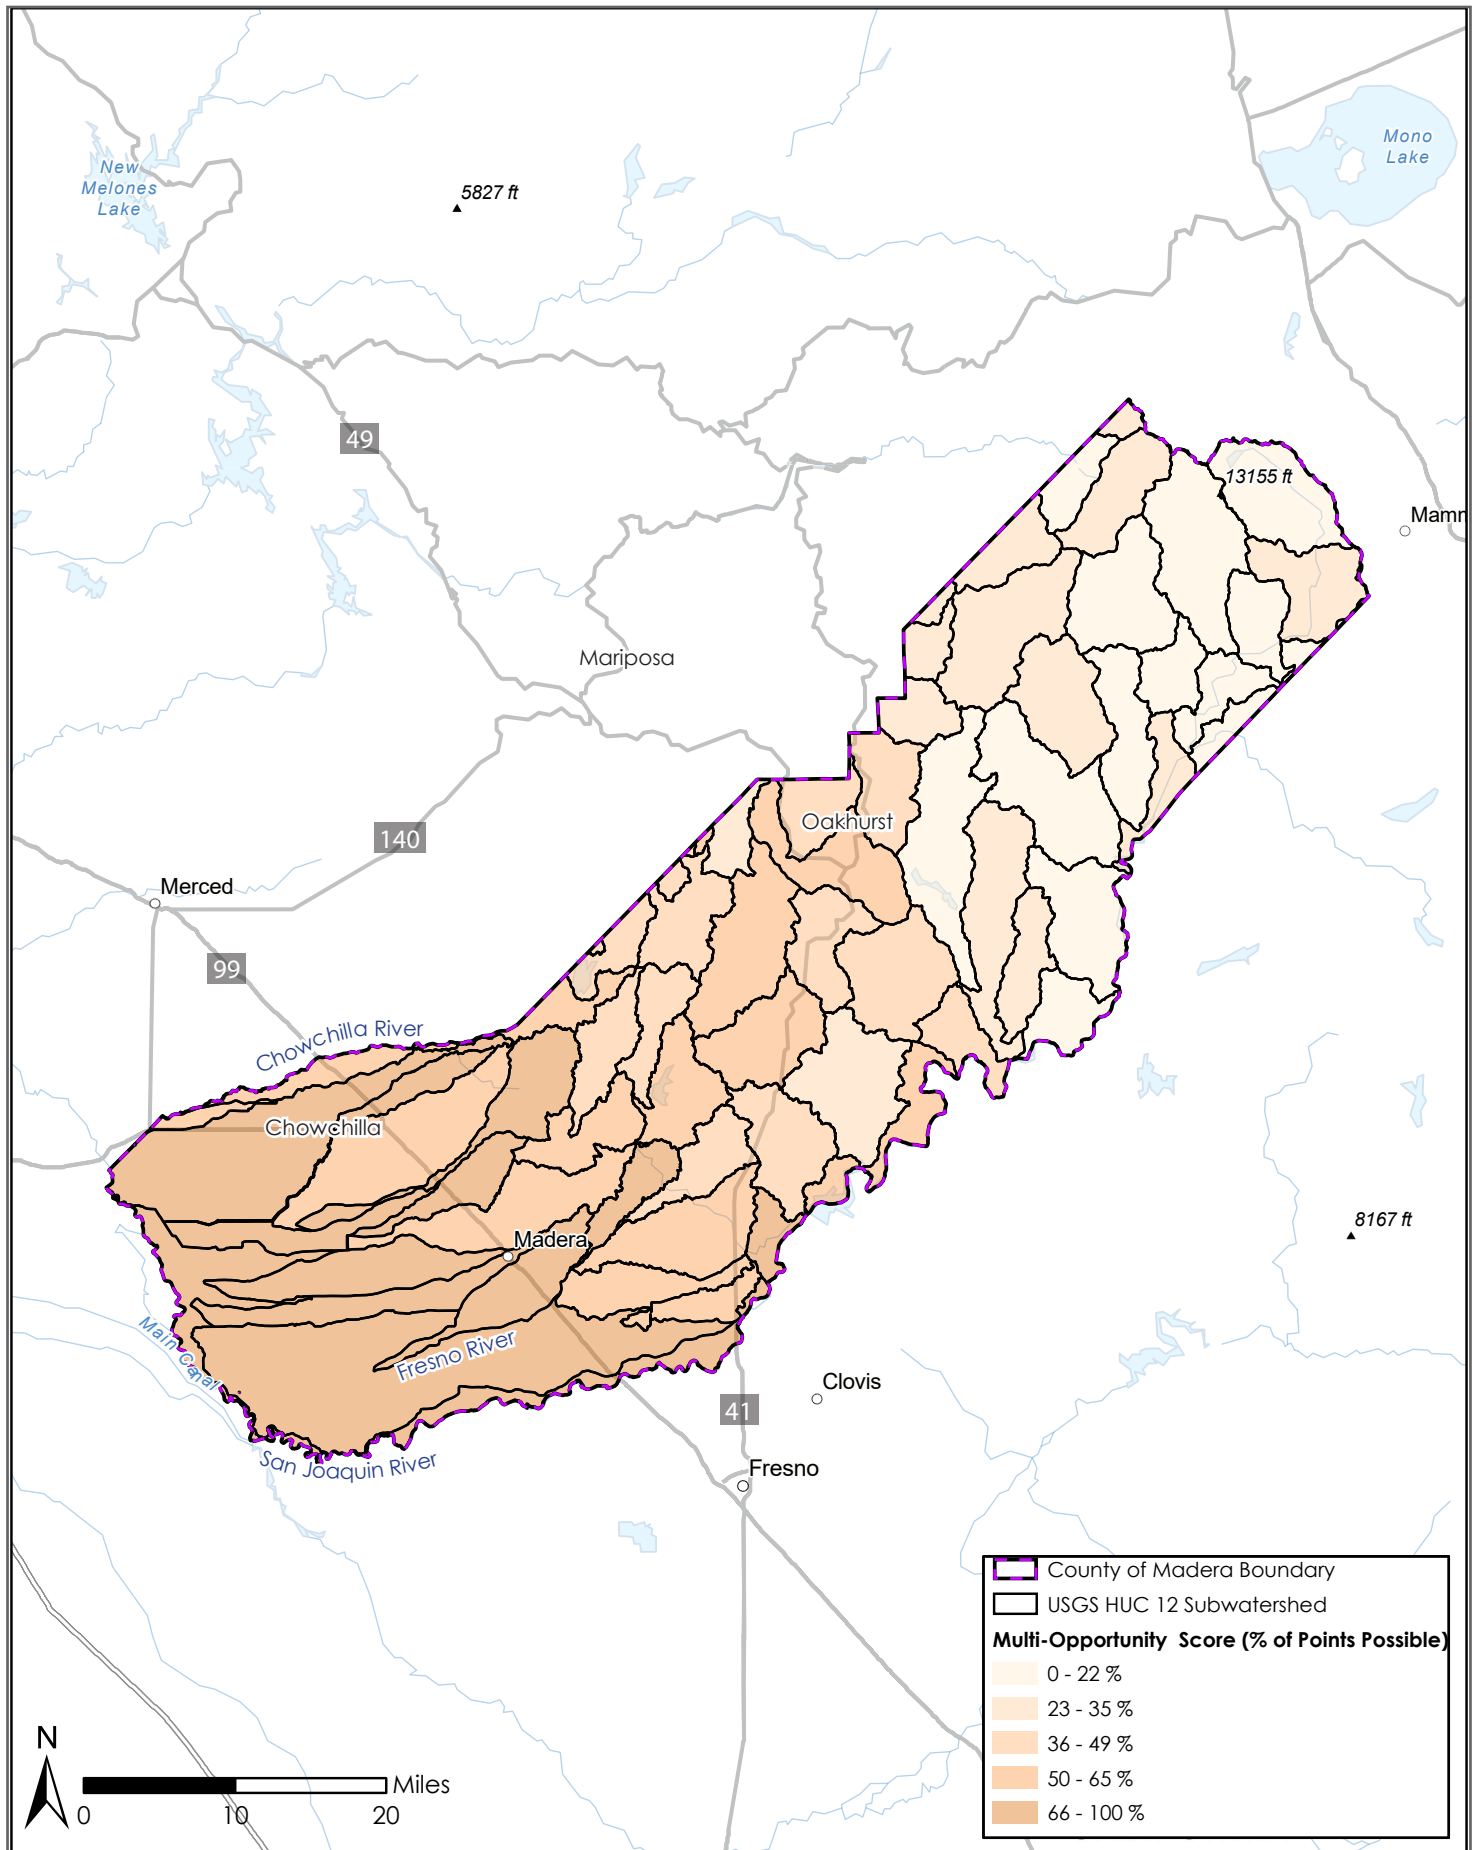 New
Melones
Lake
5827 ft
Mono
Lake
49
13155 ft
Mamm
Mariposa
Oakhurst
140
Merced
99
Chowchilla River
Chowchilla
8167 ft
Madera
Main Canal
Fresno River
Clovis
41
San Joaquin River
Fresno
County of Madera Boundary
USGS HUC 12 Subwatershed
Multi-Opportunity Score (% of Points Possible)
0 - 22 %
23 - 35 %
36 - 49 %
50 - 65 %
66 - 100 %
N
Miles
0 10 20